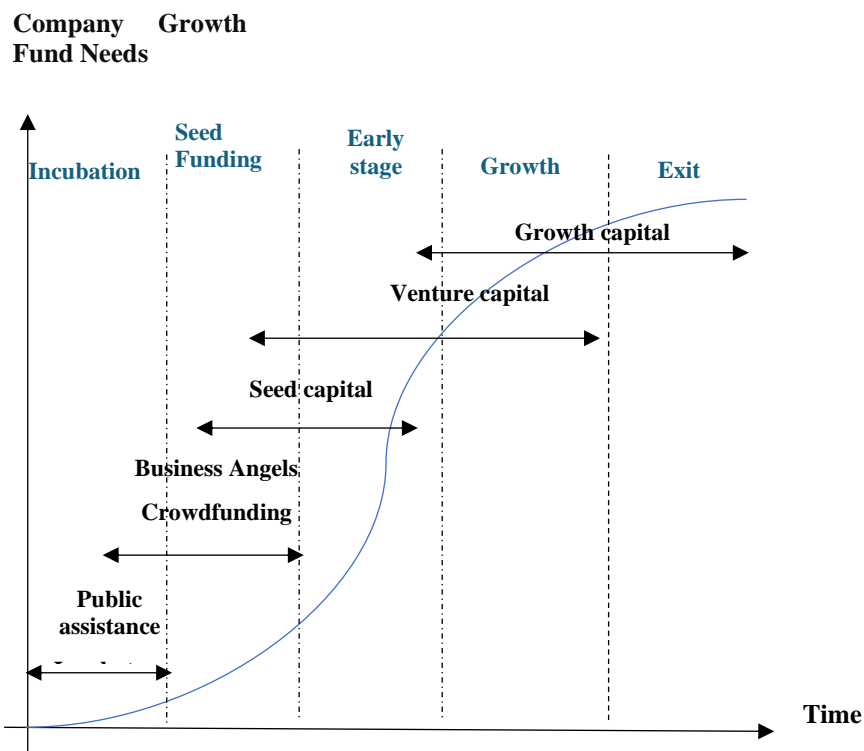 Company Growth
Fund Needs
Seed
Funding
Early
stage
Incubation
Growth
Exit
Growth capital
Venture capital
Seed capital
Business Angels
Crowdfunding
Public
assistance
Time